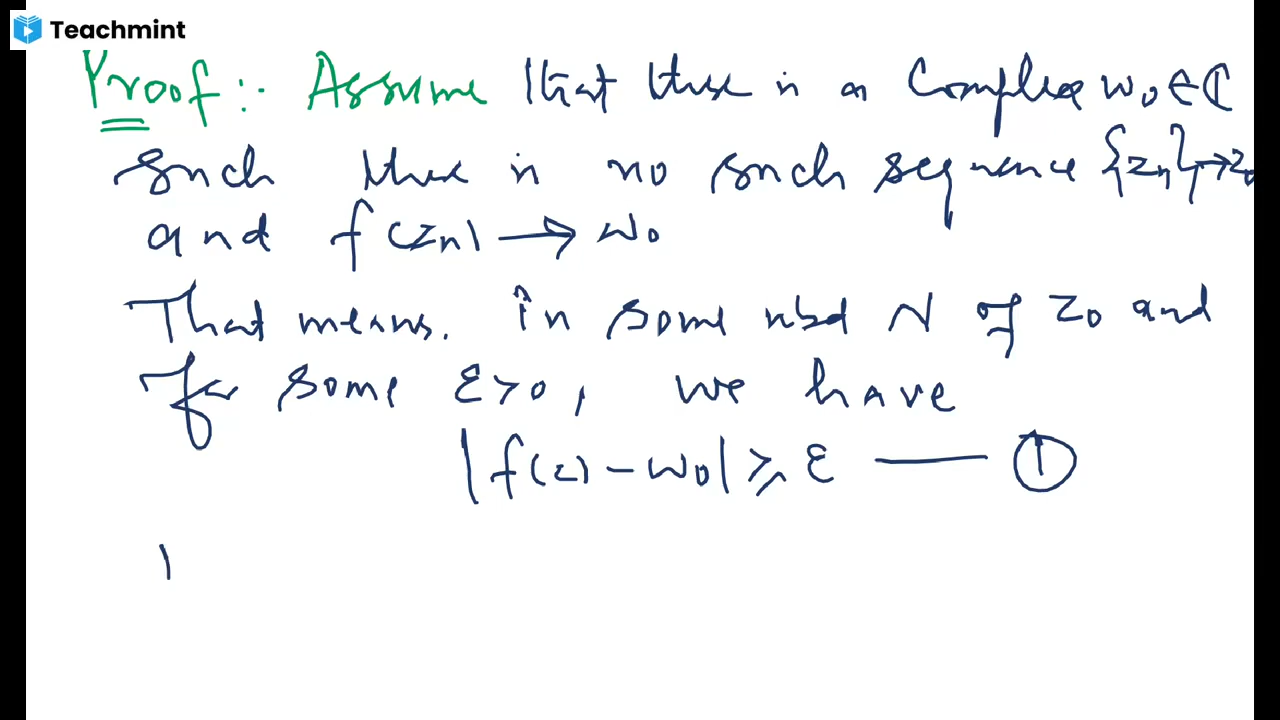 Teachmint
Proof :- Assume that there is a Complex w₀ ∈ ℂ
such there is no such sequence {zₙ} → z₀
and f(zₙ) → w₀
That means. in some nbd N of z₀ and
for some ε > 0, we have
|f(z) - w₀| ⩾ ε —— ①